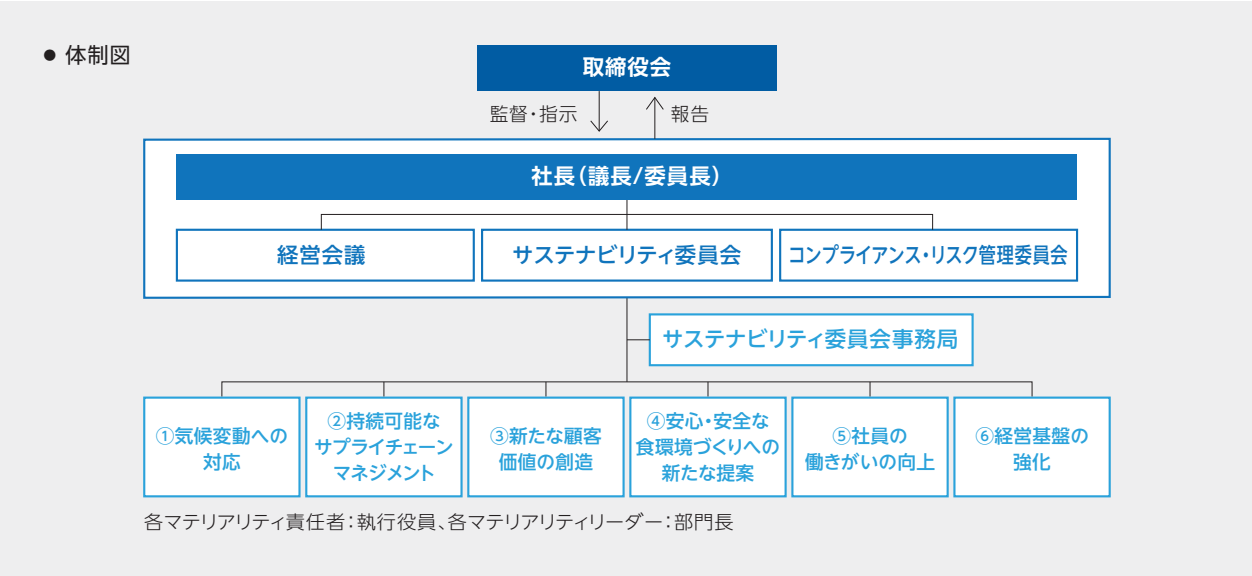 ● 体制図
取締役会
監督・指示
報告
社長（議長/委員長）
経営会議
サステナビリティ委員会
コンプライアンス・リスク管理委員会
サステナビリティ委員会事務局
①気候変動への
対応
②持続可能な
サプライチェーン
マネジメント
③新たな顧客
価値の創造
④安心・安全な
食環境づくりへの
新たな提案
⑤社員の
働きがいの向上
⑥経営基盤の
強化
各マテリアリティ責任者：執行役員、各マテリアリティリーダー：部門長